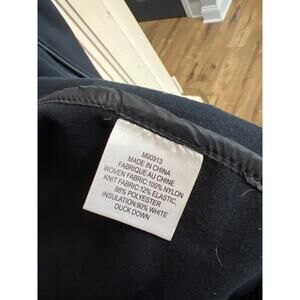 M90913
MADE IN CHINA
FABRIQUE AU CHINE
WOVEN FABRIC:100% NYLON
KNIT FABRIC:12% ELASTIC,
88% POLYESTER
INSULATION:90% WHITE
DUCK DOWN